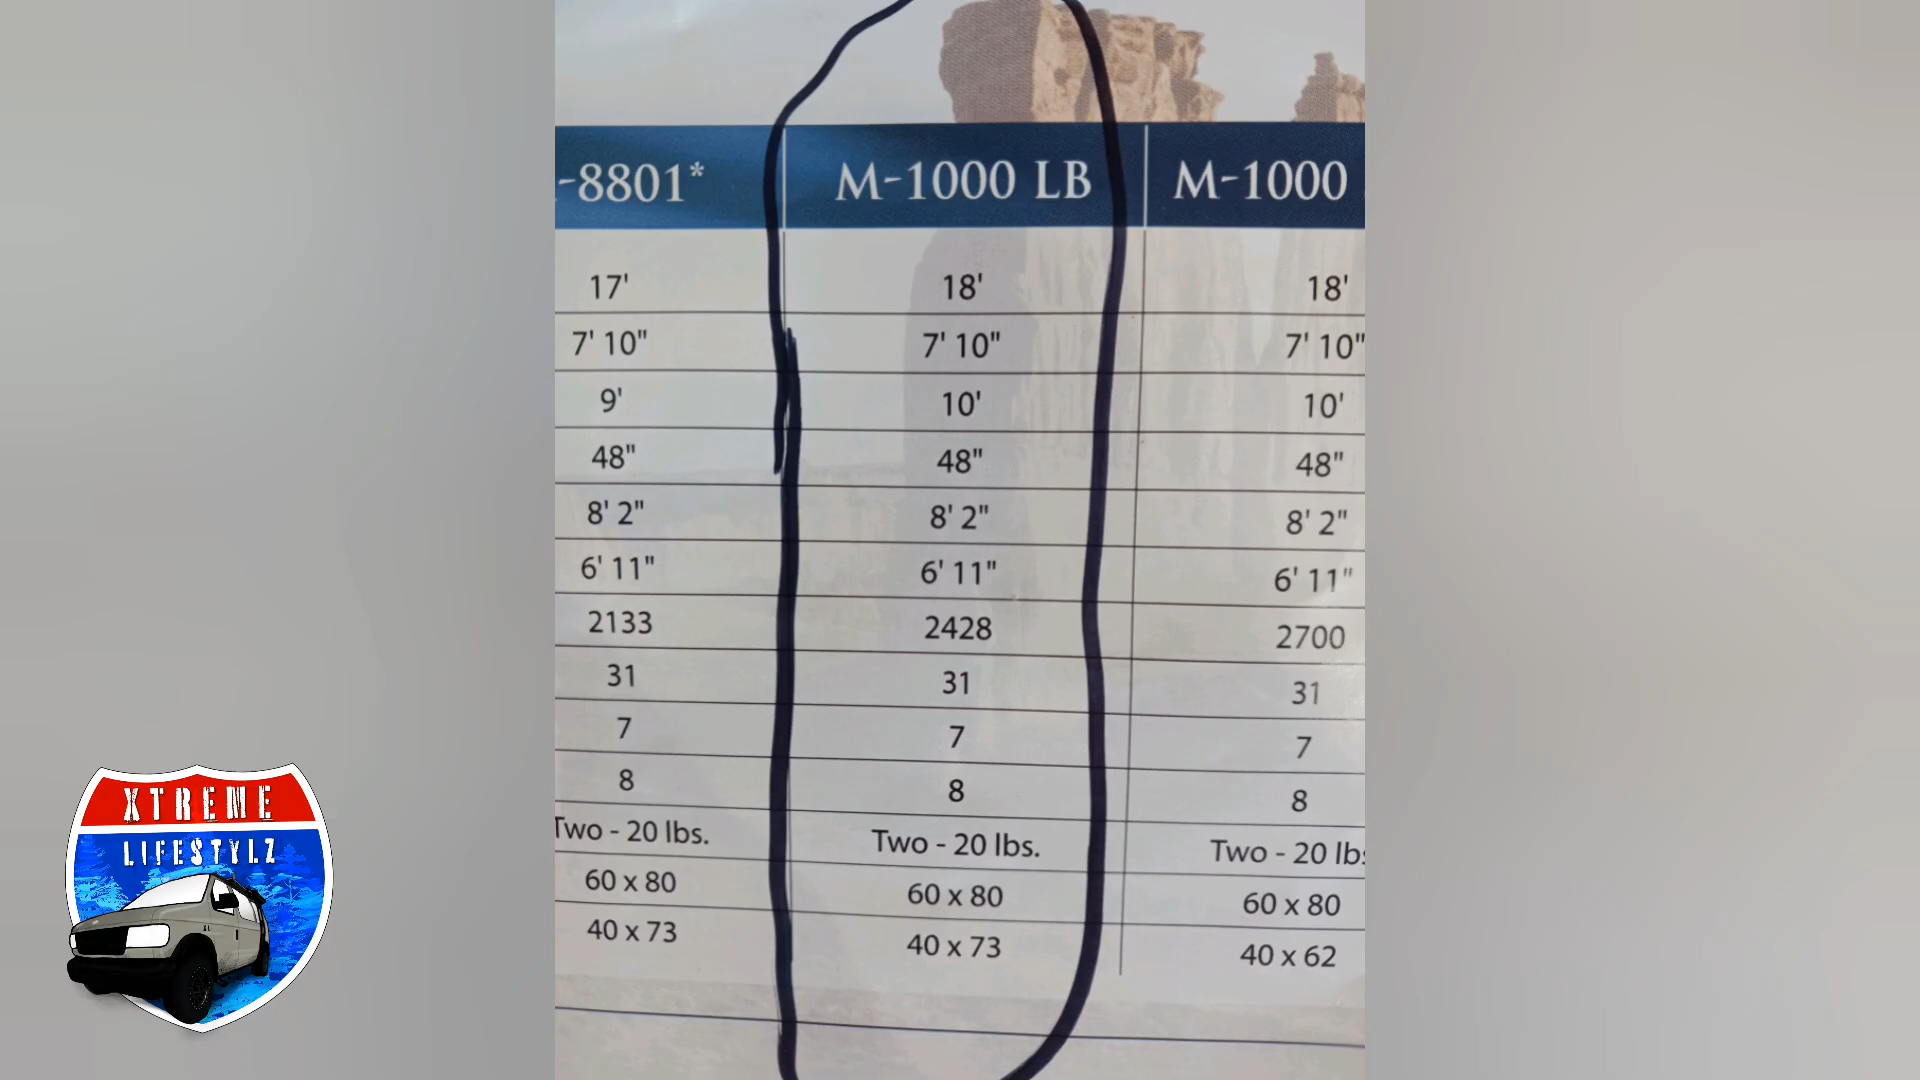 -8801* M-1000 LB M-1000
17' 18' 18'
7' 10" 7' 10" 7' 10"
9' 10' 10'
48" 48" 48"
8' 2" 8' 2" 8' 2"
6' 11" 6' 11" 6' 11"
2133 2428 2700
31 31 31
7 7 7
8 8 8
Two - 20 lbs. Two - 20 lbs. Two - 20 lbs
60 x 80 60 x 80 60 x 80
40 x 73 40 x 73 40 x 62
XTREME
LIFESTYLZ